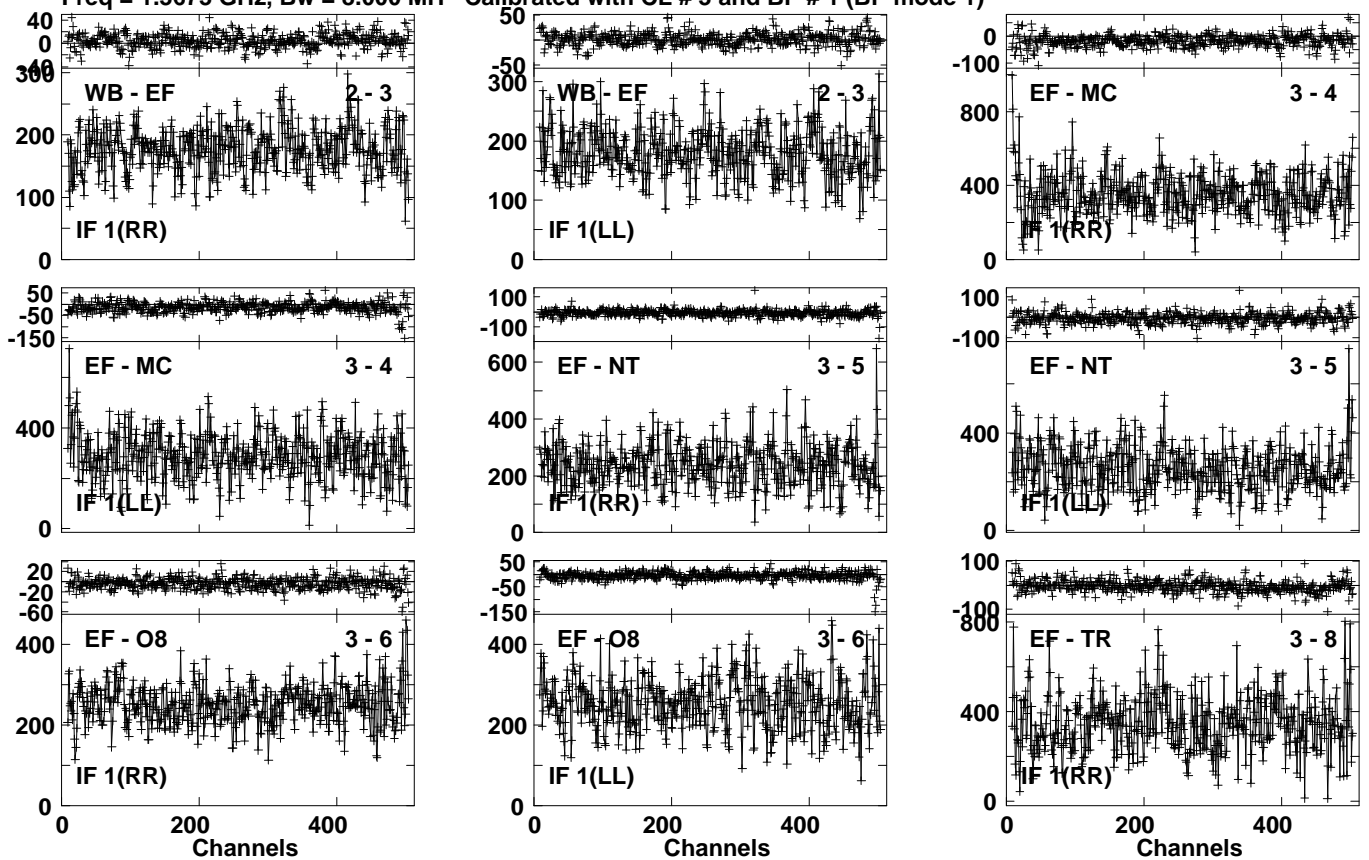 Freq = GHz, Bw = MH Calibrated with CL # and BP # 1 (BP mode 1)
40
0
-40
300
200
100
0
WB - EF 2 - 3
IF 1(RR)
50
-50
300
200
100
0
WB - EF 2 - 3
IF 1(LL)
0
-100
800
400
0
EF - MC 3 - 4
IF 1(RR)
50
-50
-150
400
0
EF - MC 3 - 4
IF 1(LL)
100
-100
600
400
200
0
EF - NT 3 - 5
IF 1(RR)
100
-100
400
0
EF - NT 3 - 5
IF 1(LL)
20
-20
-60
400
200
0
EF - O8 3 - 6
IF 1(RR)
0 200 400
Channels
50
-50
-150
400
200
0
EF - O8 3 - 6
IF 1(LL)
0 200 400
Channels
100
-100
800
400
0
EF - TR 3 - 8
IF 1(RR)
0 200 400
Channels